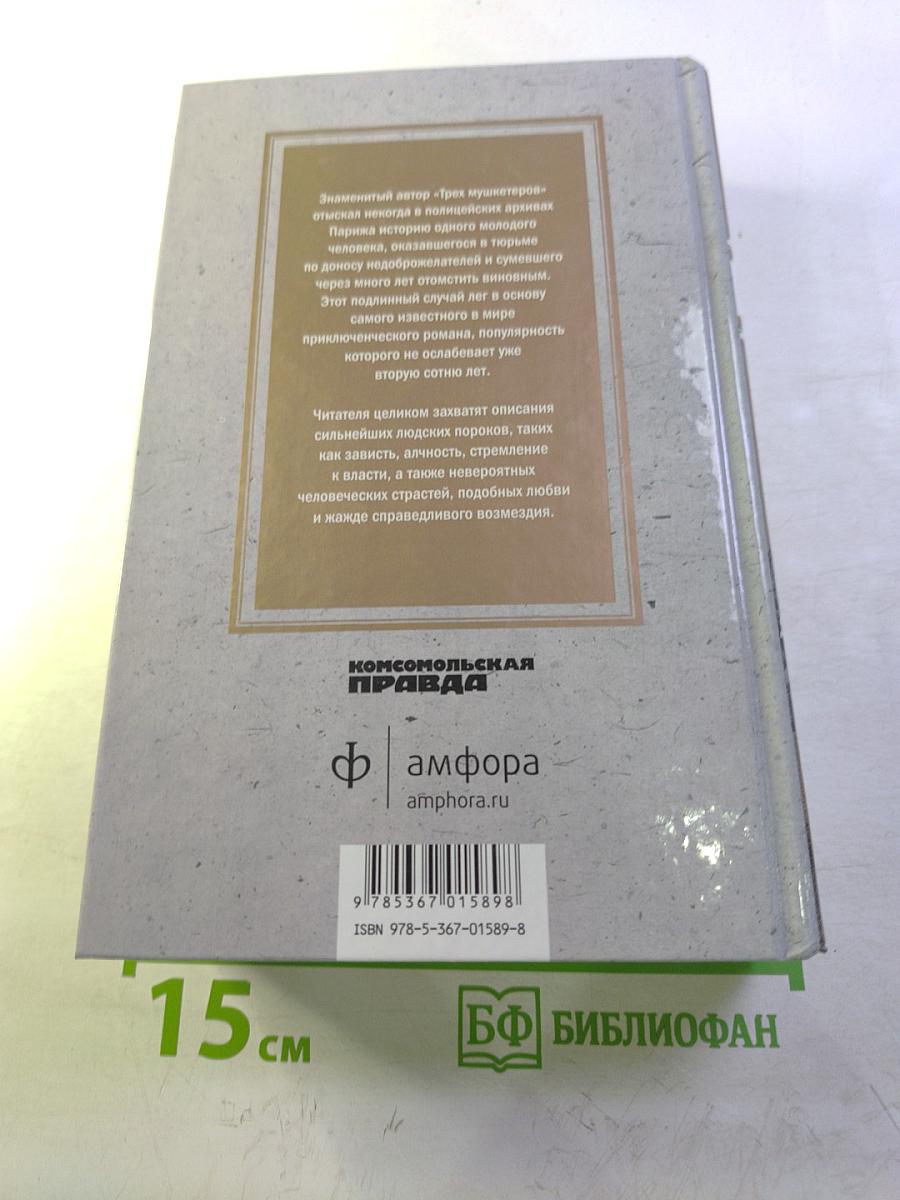 Знаменитый автор «Трех мушкетеров»
отыскал некогда в полицейских архивах
Парижа историю одного молодого
человека, оказавшегося в тюрьме
по доносу недоброжелателей и сумевшего
через много лет отомстить виновным.
Этот подлинный случай лег в основу
самого известного в мире
приключенческого романа, популярность
которого не ослабевает уже
вторую сотню лет.
Читателя целиком захватят описания
сильнейших людских пороков, таких
как зависть, алчность, стремление
к власти, а также невероятных
человеческих страстей, подобных любви
и жажде справедливого возмездия.
КОМСОМОЛЬСКАЯ
ПРАВДА
ф амфора
amphora.ru
9 785367 015898
ISBN 978-5-367-01589-8
15 см
БФ БИБЛИОФАН